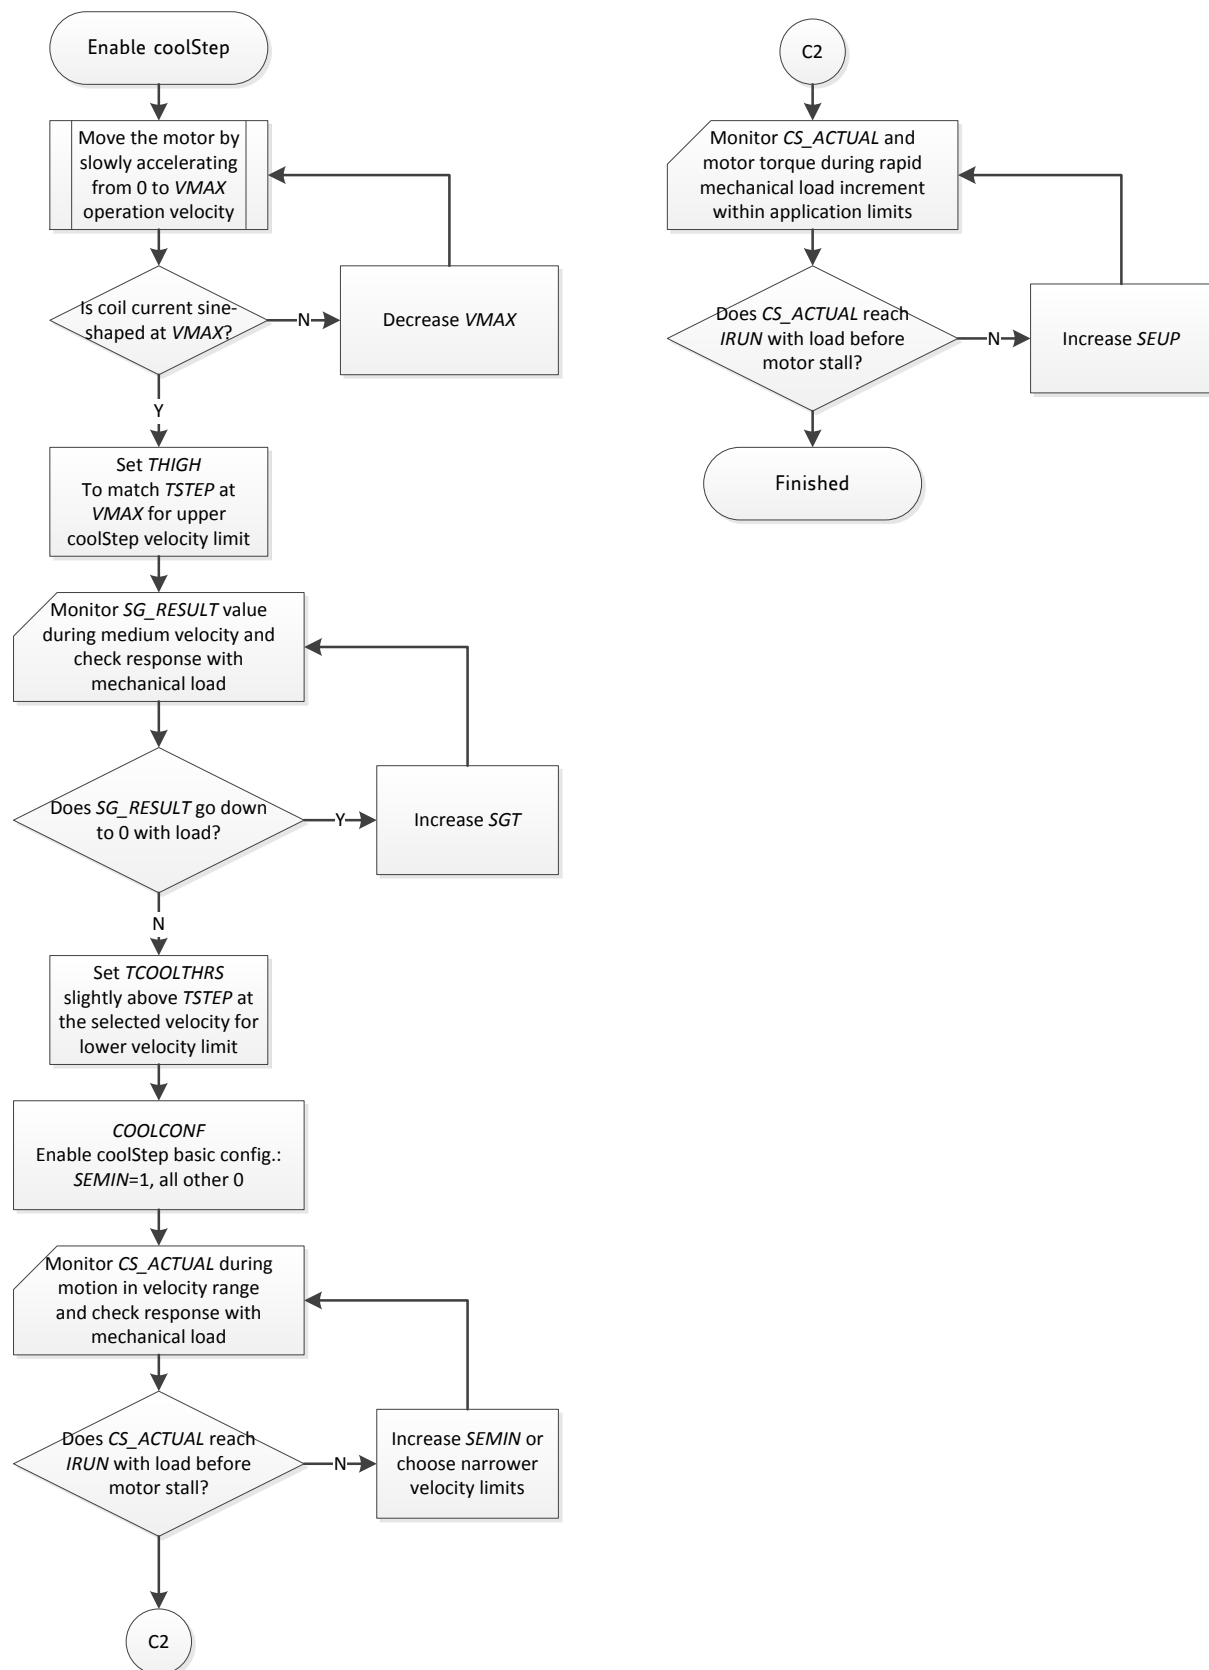 Enable coolStep
Move the motor by
slowly accelerating
from 0 to VMAX
operation velocity
Is coil current sine-
shaped at VMAX?
N
Decrease VMAX
Y
Set THIGH
To match TSTEP at
VMAX for upper
coolStep velocity limit
Monitor SG_RESULT value
during medium velocity and
check response with
mechanical load
Does SG_RESULT go down
to 0 with load?
Y
Increase SGT
N
Set TCOOLTHRS
slightly above TSTEP at
the selected velocity for
lower velocity limit
COOLCONF
Enable coolStep basic config.:
SEMIN=1, all other 0
Monitor CS_ACTUAL during
motion in velocity range
and check response with
mechanical load
Does CS_ACTUAL reach
IRUN with load before
motor stall?
N
Increase SEMIN or
choose narrower
velocity limits
C2
C2
Monitor CS_ACTUAL and
motor torque during rapid
mechanical load increment
within application limits
Does CS_ACTUAL reach
IRUN with load before
motor stall?
N
Increase SEUP
Finished